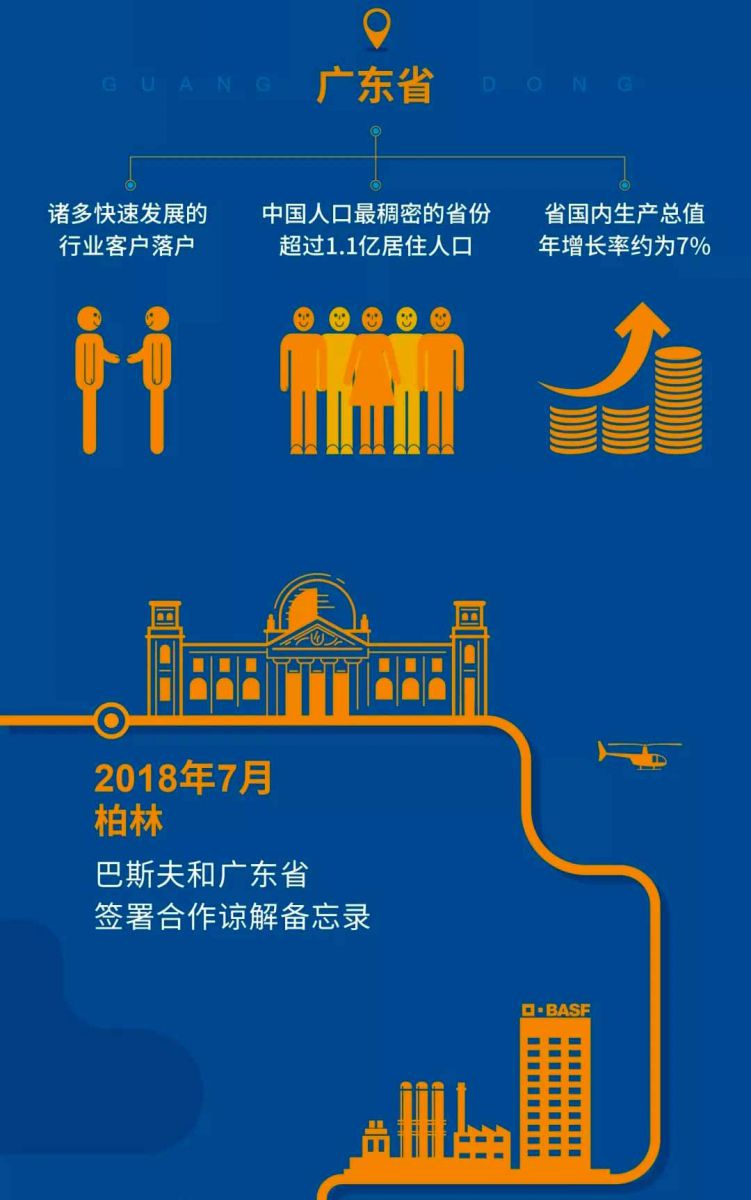 GUANG DONG
广东省
诸多快速发展的
行业客户落户
中国人口最稠密的省份
超过1.1亿居住人口
省国内生产总值
年增长率约为7%
2018年7月
柏林
巴斯夫和广东省
签署合作谅解备忘录
BASF